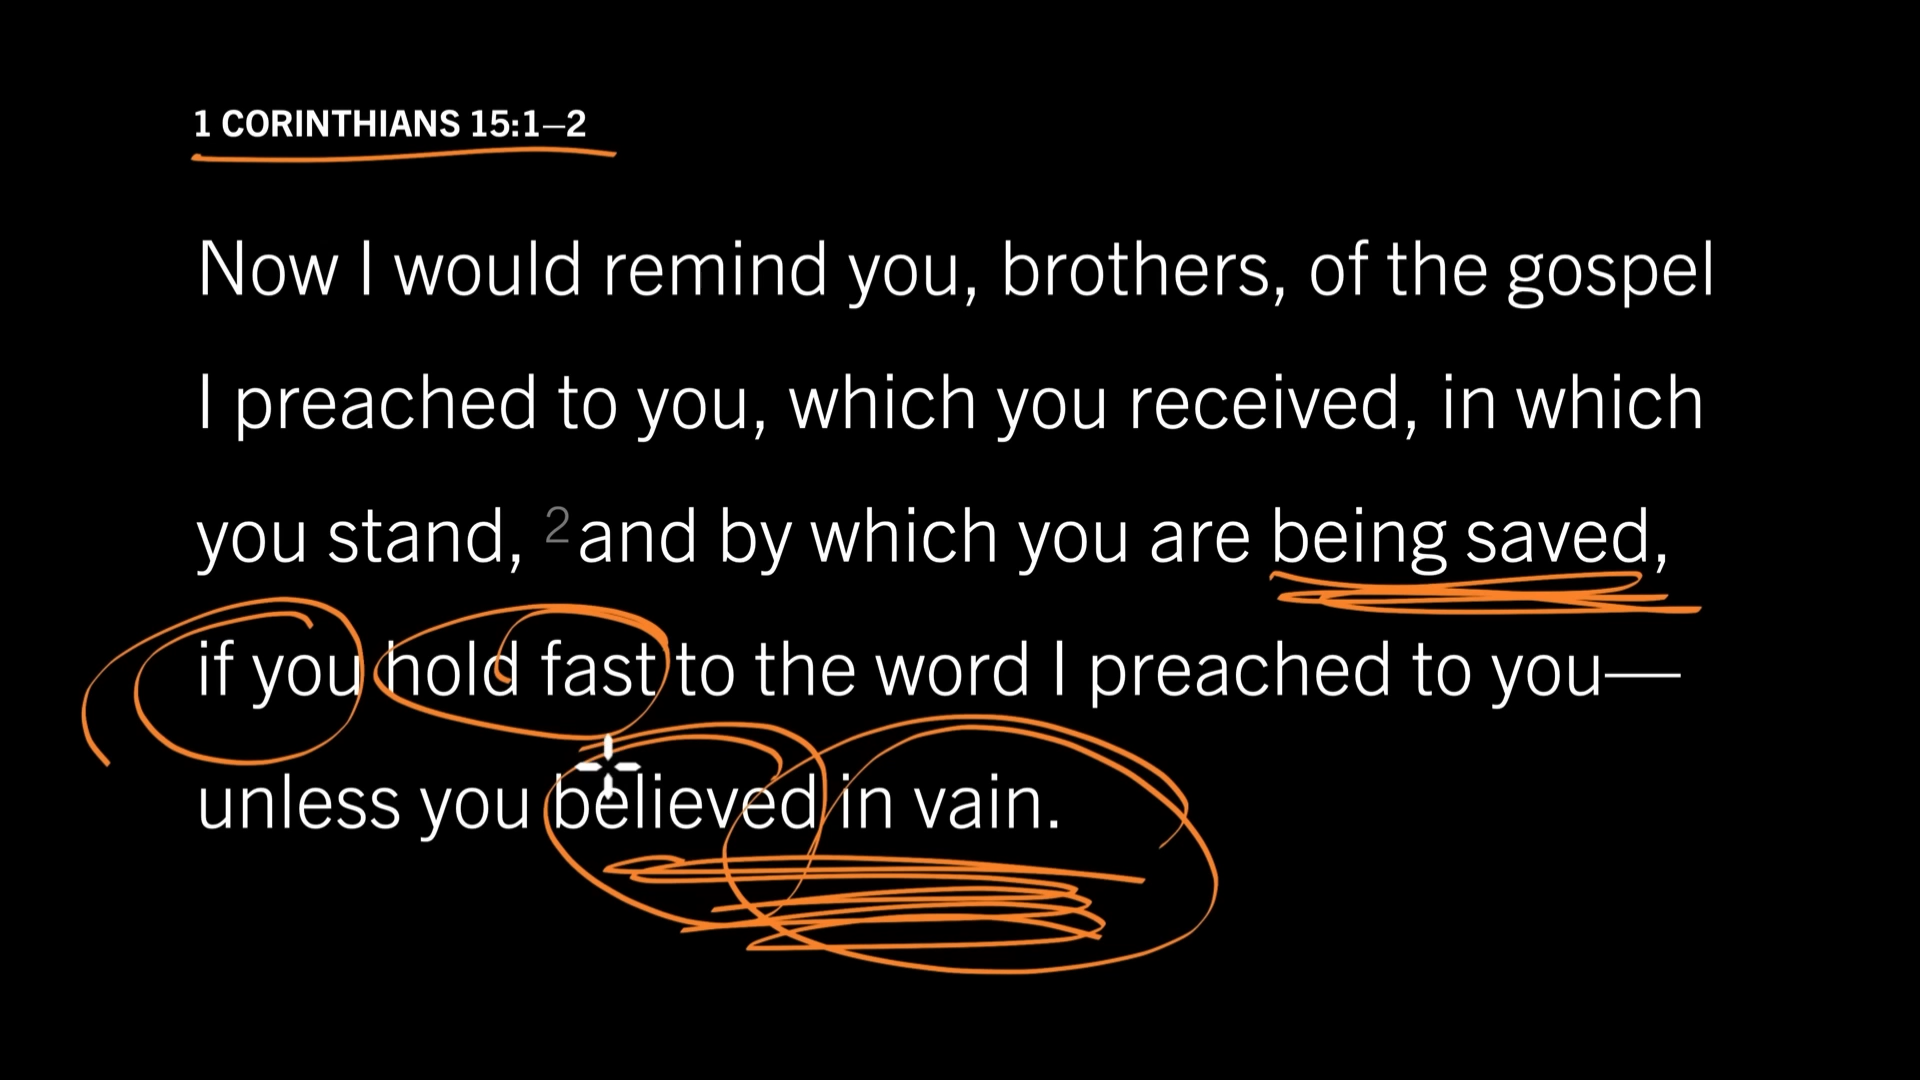 1 CORINTHIANS 15:1–2
Now I would remind you, brothers, of the gospel
I preached to you, which you received, in which
you stand, 2 and by which you are being saved,
if you hold fast to the word I preached to you—
unless you believed in vain.